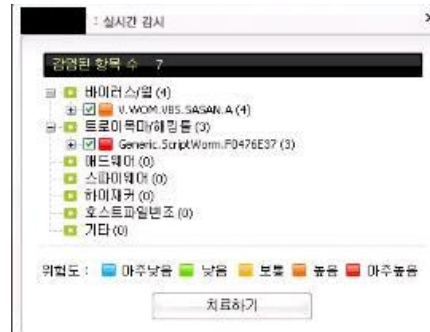 : 실시간 감시
감염된 항목 수 7
바이러스/웜 (4)
V.WOM.VBS.SASAN.A (4)
트로이목마/해킹툴 (3)
Generic.ScriptWorm.F0476E37 (3)
애드웨어 (0)
스파이웨어 (0)
하이재커 (0)
호스트파일변조 (0)
기타 (0)
위험도 : 아주낮음 낮음 보통 높음 아주높음
치료하기